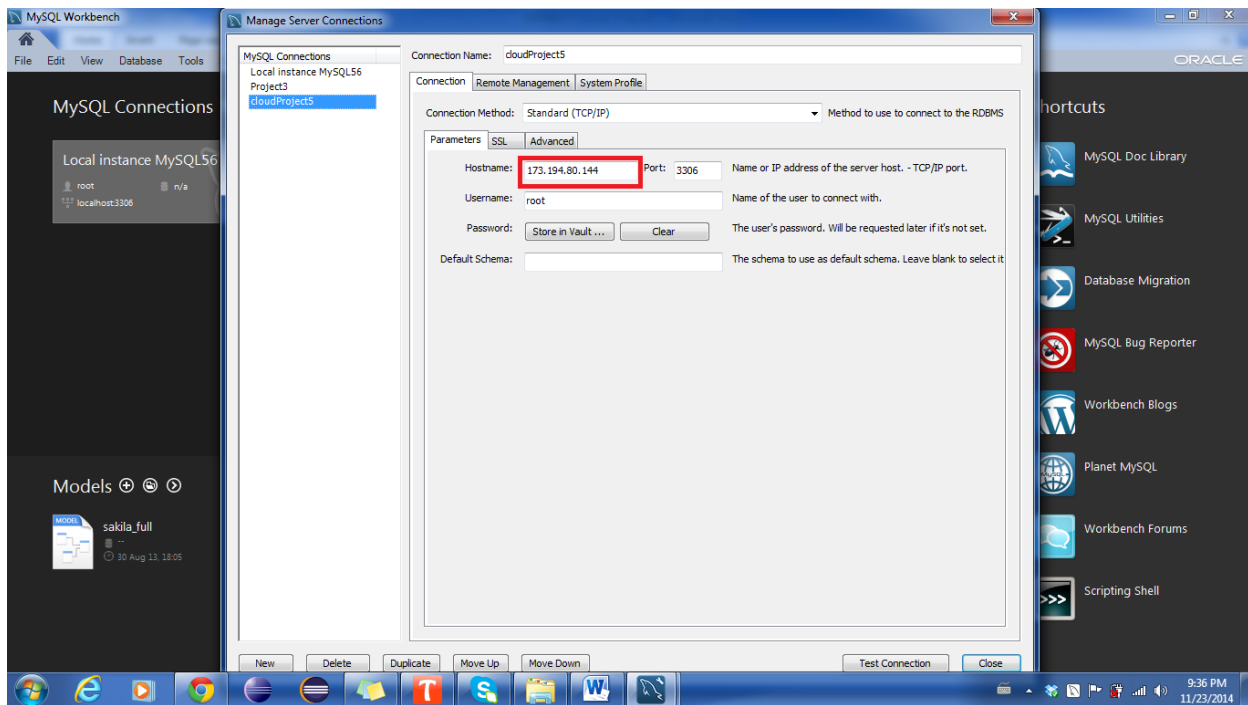 MySQL Workbench
File Edit View Database Tools
ORACLE
MySQL Connections
Local instance MySQL56
root n/a
localhost:3306
Models
MODEL
sakila_full
--
30 Aug 13, 18:05
Manage Server Connections
MySQL Connections
Local instance MySQL56
Project3
cloudProject5
Connection Name: cloudProject5
Connection Remote Management System Profile
Connection Method: Standard (TCP/IP) Method to use to connect to the RDBMS
Parameters SSL Advanced
Hostname: 173.194.80.144 Port: 3306 Name or IP address of the server host. - TCP/IP port.
Username: root Name of the user to connect with.
Password: Store in Vault ... Clear The user's password. Will be requested later if it's not set.
Default Schema: The schema to use as default schema. Leave blank to select it
New Delete Duplicate Move Up Move Down Test Connection Close
hortcuts
MySQL Doc Library
MySQL Utilities
Database Migration
MySQL Bug Reporter
Workbench Blogs
Planet MySQL
Workbench Forums
Scripting Shell
9:36 PM
11/23/2014